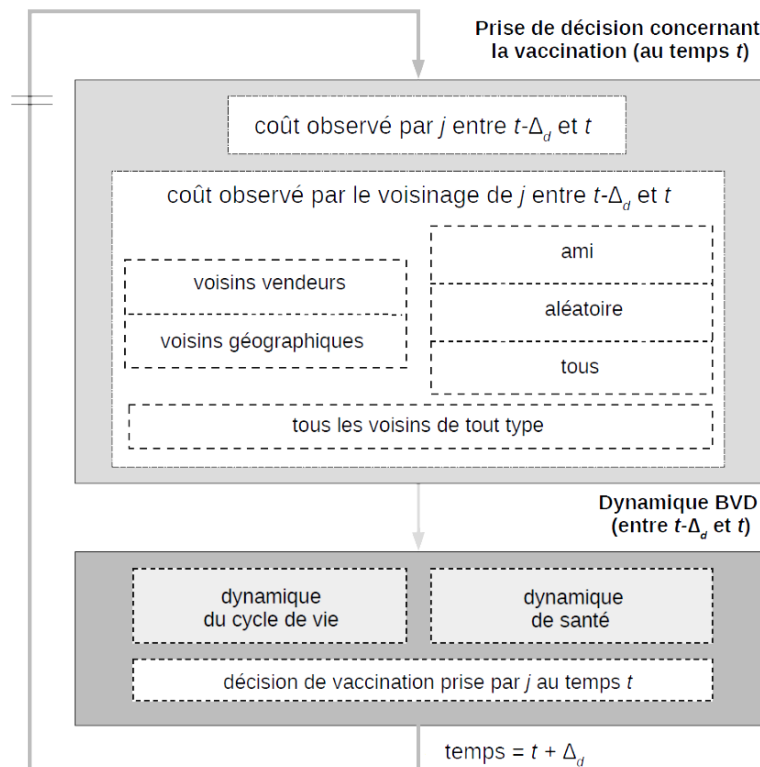 Prise de décision concernant
la vaccination (au temps t)
coût observé par j entre t-Δd et t
coût observé par le voisinage de j entre t-Δd et t
voisins vendeurs
voisins géographiques
ami
aléatoire
tous
tous les voisins de tout type
Dynamique BVD
(entre t-Δd et t)
dynamique
du cycle de vie
dynamique
de santé
décision de vaccination prise par j au temps t
temps = t + Δd